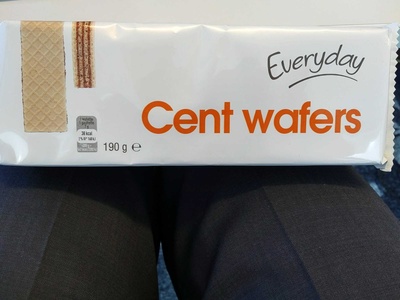 Everyday
Cent wafers
190 g ℮